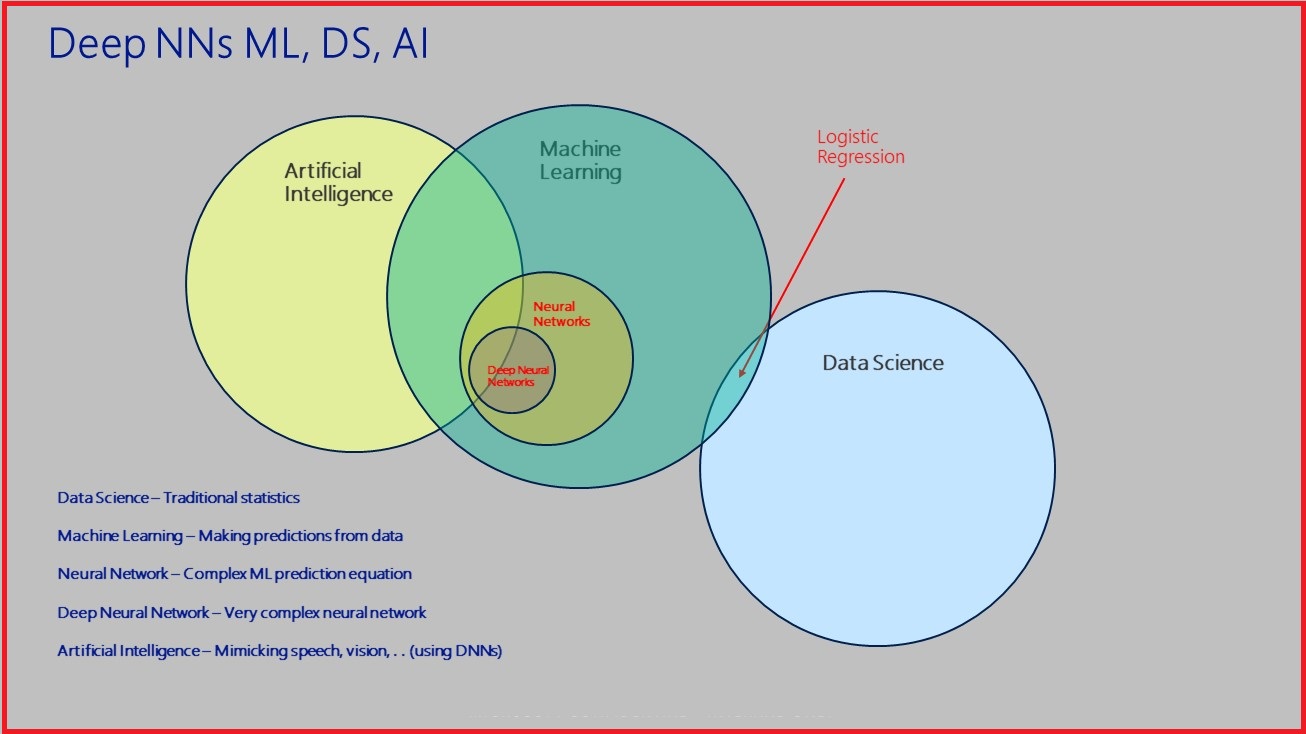 Deep NNs ML, DS, AI
Artificial
Intelligence
Machine
Learning
Logistic
Regression
Neural
Networks
Deep Neural
Networks
Data Science
Data Science – Traditional statistics
Machine Learning – Making predictions from data
Neural Network – Complex ML prediction equation
Deep Neural Network – Very complex neural network
Artificial Intelligence – Mimicking speech, vision, . . (using DNNs)